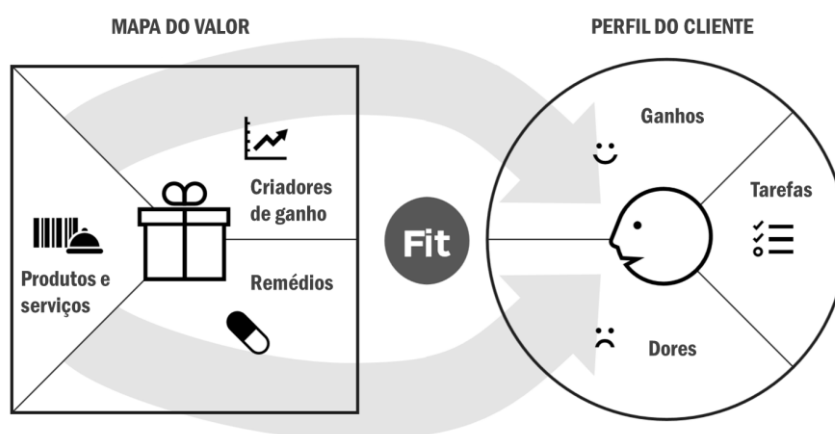 MAPA DO VALOR
PERFIL DO CLIENTE
Criadores
de ganho
Produtos e
serviços
Remédios
Fit
Ganhos
Tarefas
Dores